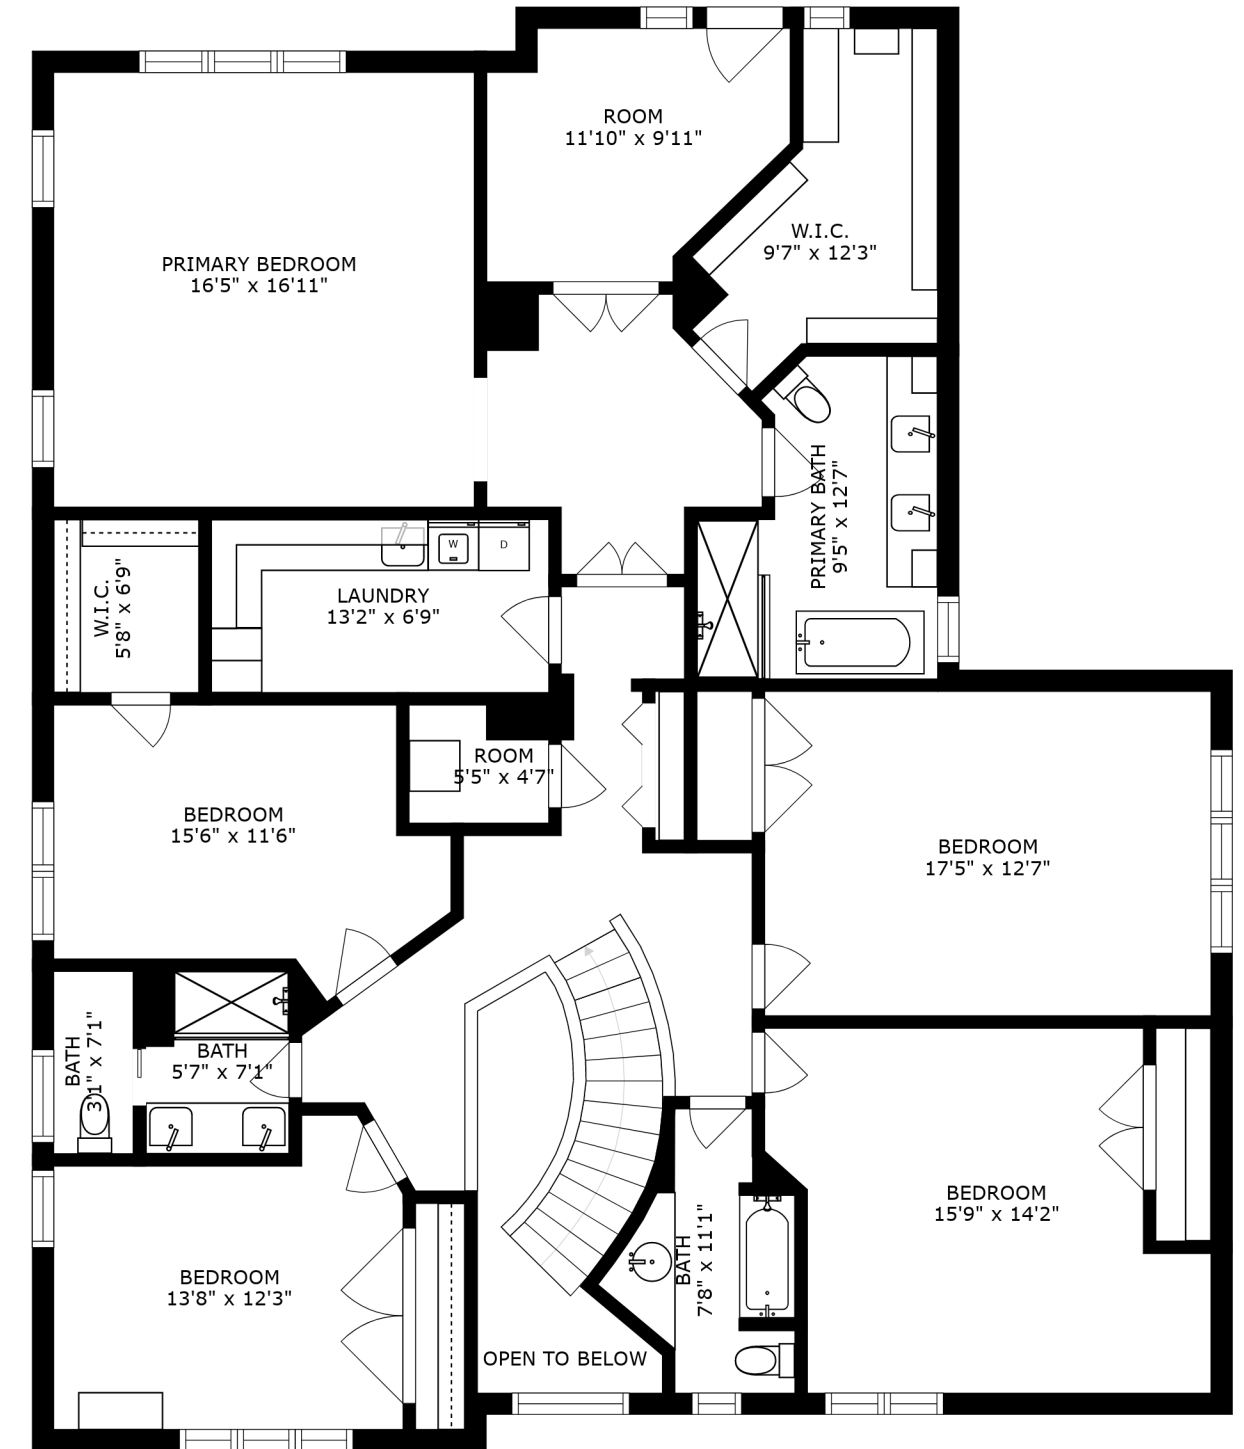 ROOM
11'10" x 9'11"
W.I.C.
9'7" x 12'3"
PRIMARY BEDROOM
16'5" x 16'11"
PRIMARY BATH
9'5" x 12'7"
W
D
W.I.C.
5'8" x 6'9"
LAUNDRY
13'2" x 6'9"
ROOM
5'5" x 4'7"
BEDROOM
15'6" x 11'6"
BEDROOM
17'5" x 12'7"
BATH
3'1" x 7'1"
BATH
5'7" x 7'1"
BEDROOM
15'9" x 14'2"
BATH
7'8" x 11'1"
BEDROOM
13'8" x 12'3"
OPEN TO BELOW